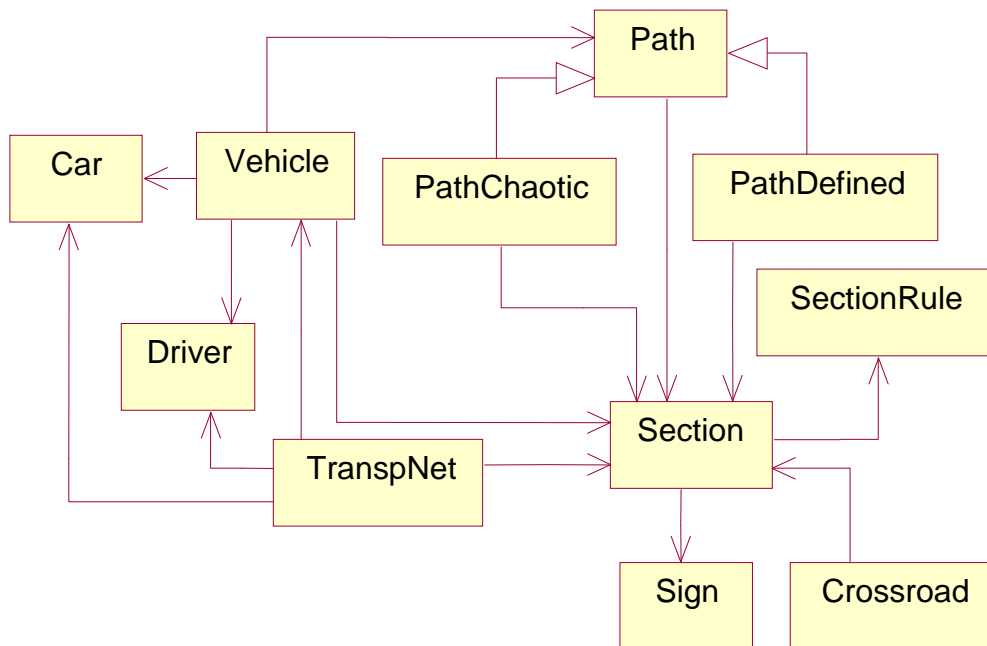 Path
Car
Vehicle
PathChaotic
PathDefined
SectionRule
Driver
Section
TranspNet
Sign
Crossroad